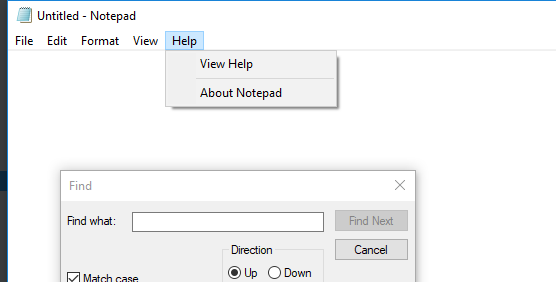 Untitled - Notepad
File Edit Format View Help
View Help
About Notepad
Find
Find what: Find Next
Cancel
Direction
Match case Up Down